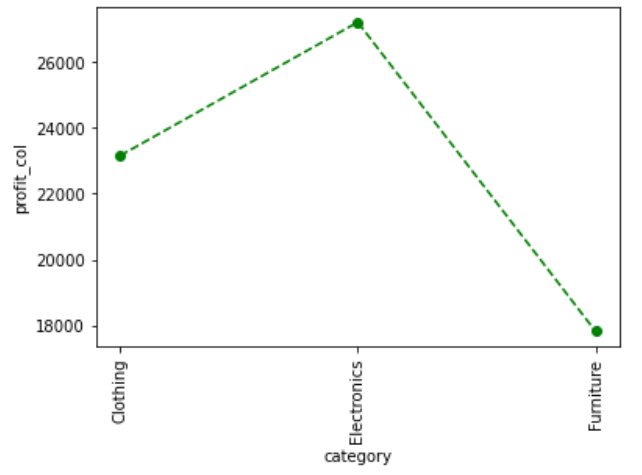 26000
24000
22000
20000
18000
profit_col
Clothing
Electronics
Furniture
category